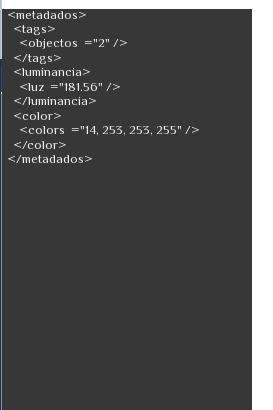 <metadados>
<tags>
<objectos ="2" />
</tags>
<luminancia>
<luz ="181.56" />
</luminancia>
<color>
<colors ="14, 253, 253, 255" />
</color>
</metadados>